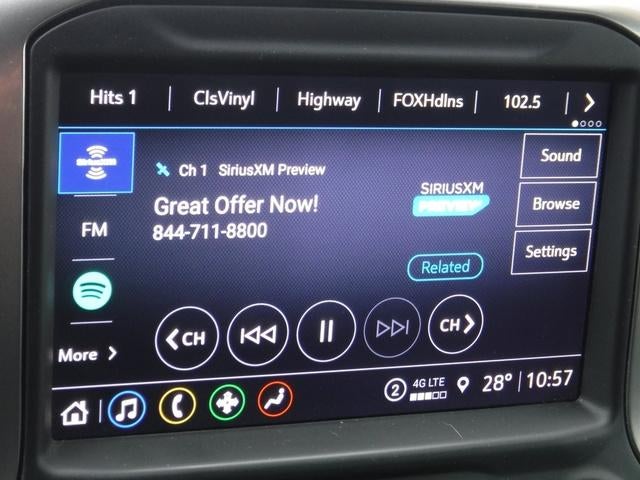 Hits 1 ClsVinyl Highway FOXHdlns 102.5
SiriusXM
Ch 1 SiriusXM Preview
Great Offer Now!
844-711-8800
SIRIUSXM
PREVIEW
Sound
Browse
Settings
FM
Related
More
CH
CH
2 4G LTE 28° 10:57